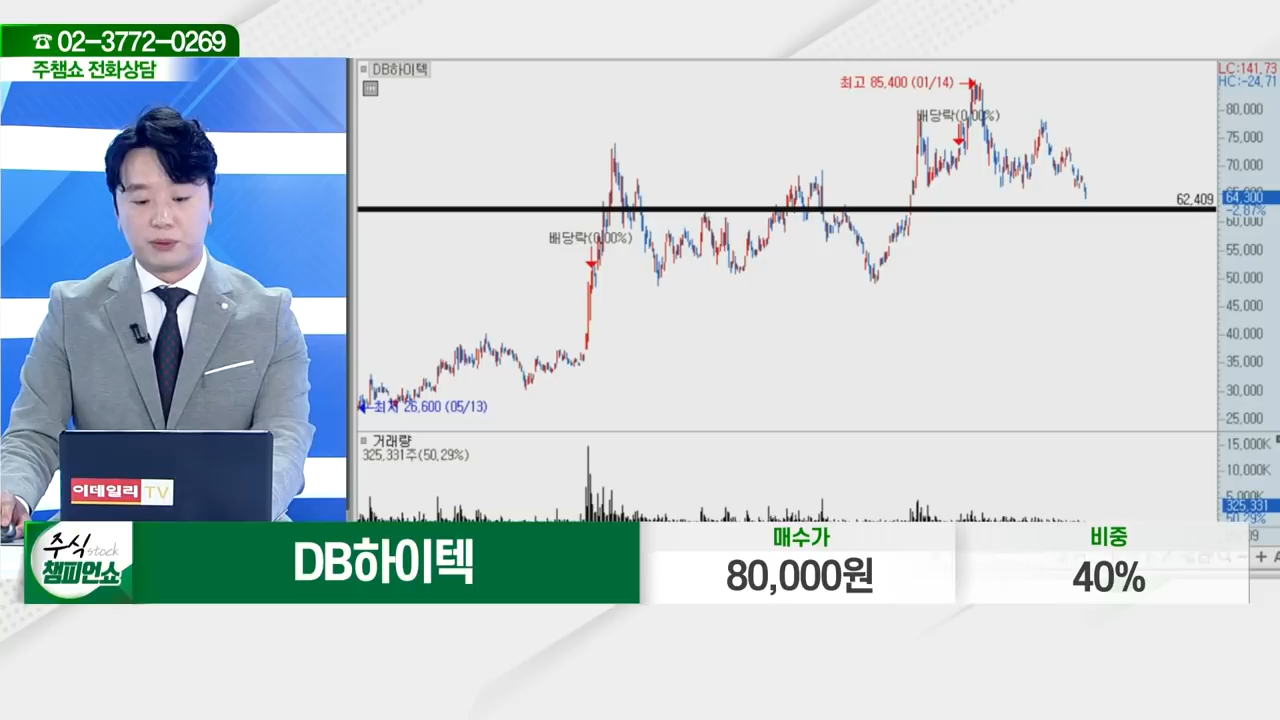 ☎ 02-3772-0269
주챔쇼 전화상담
DB하이텍
최고 85,400 (01/14)
LC:141,73
HC:-24,71
배당락(0,00%)
80,000
75,000
70,000
65,000
62,409
64,300
-2,87%
60,000
배당락(0,00%)
55,000
50,000
45,000
40,000
35,000
30,000
최저 26,600 (05/13)
25,000
거래량
325,331주(50,29%)
15,000K
10,000K
5,000K
325,331
50,29%
이데일리 TV
주식 stock
챔피언쇼
DB하이텍
매수가
80,000원
비중
40%